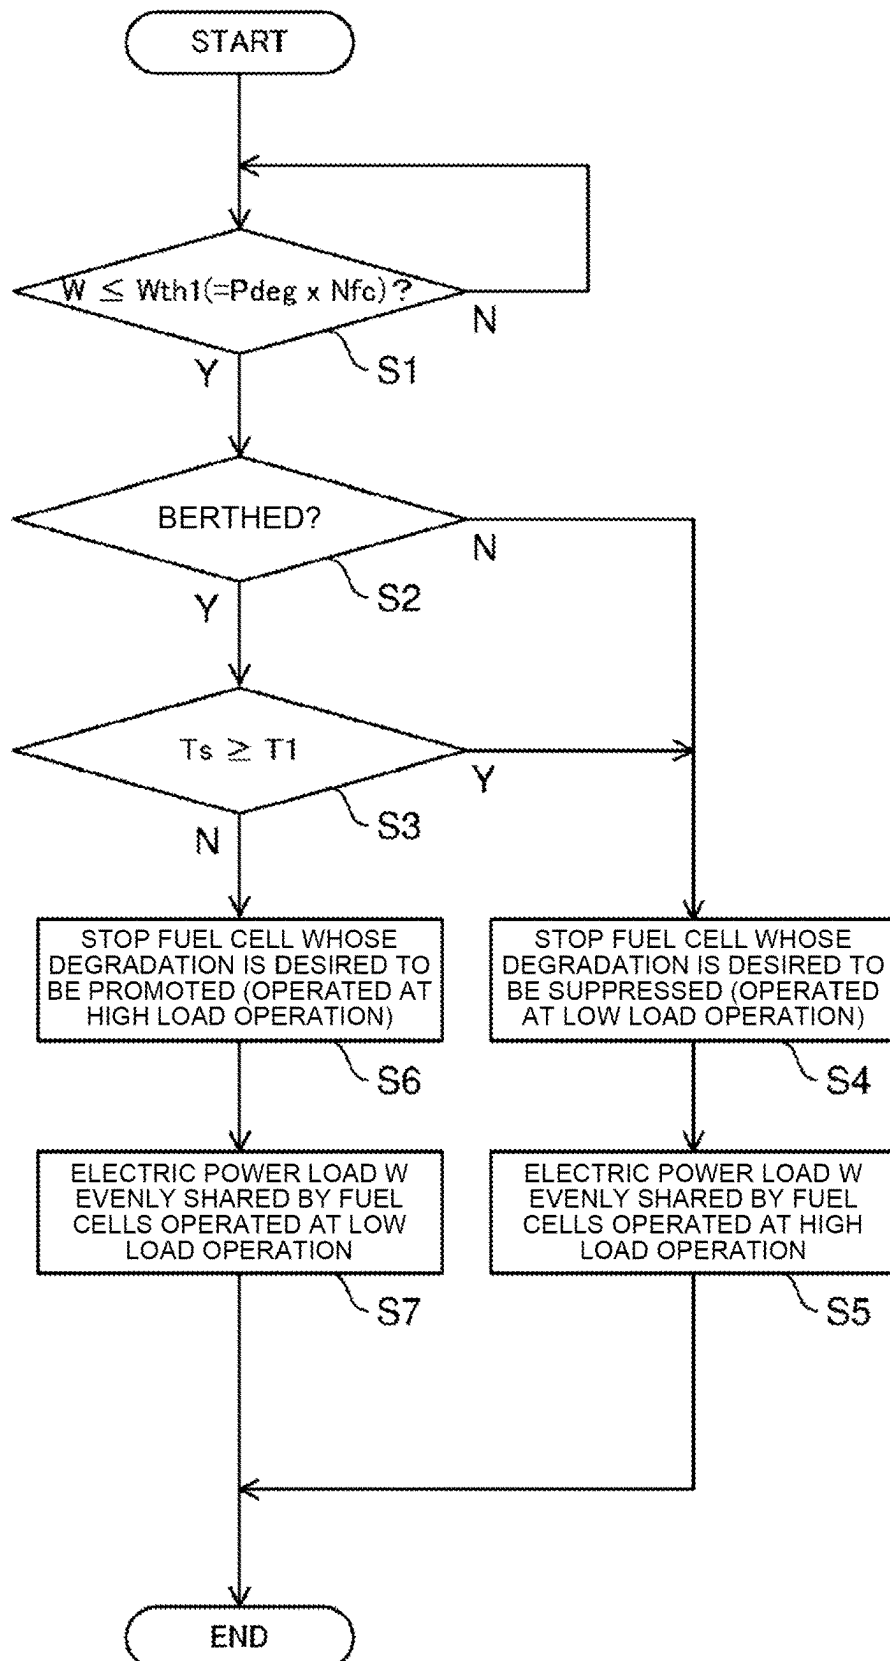 START
W ≤ Wth1(=Pdeg x Nfc)?
N
Y
S1
BERTHED?
N
Y
S2
Ts ≥ T1
Y
N
S3
STOP FUEL CELL WHOSE
DEGRADATION IS DESIRED TO
BE PROMOTED (OPERATED AT
HIGH LOAD OPERATION)
S6
STOP FUEL CELL WHOSE
DEGRADATION IS DESIRED TO
BE SUPPRESSED (OPERATED
AT LOW LOAD OPERATION)
S4
ELECTRIC POWER LOAD W
EVENLY SHARED BY FUEL
CELLS OPERATED AT LOW
LOAD OPERATION
S7
ELECTRIC POWER LOAD W
EVENLY SHARED BY FUEL
CELLS OPERATED AT HIGH
LOAD OPERATION
S5
END